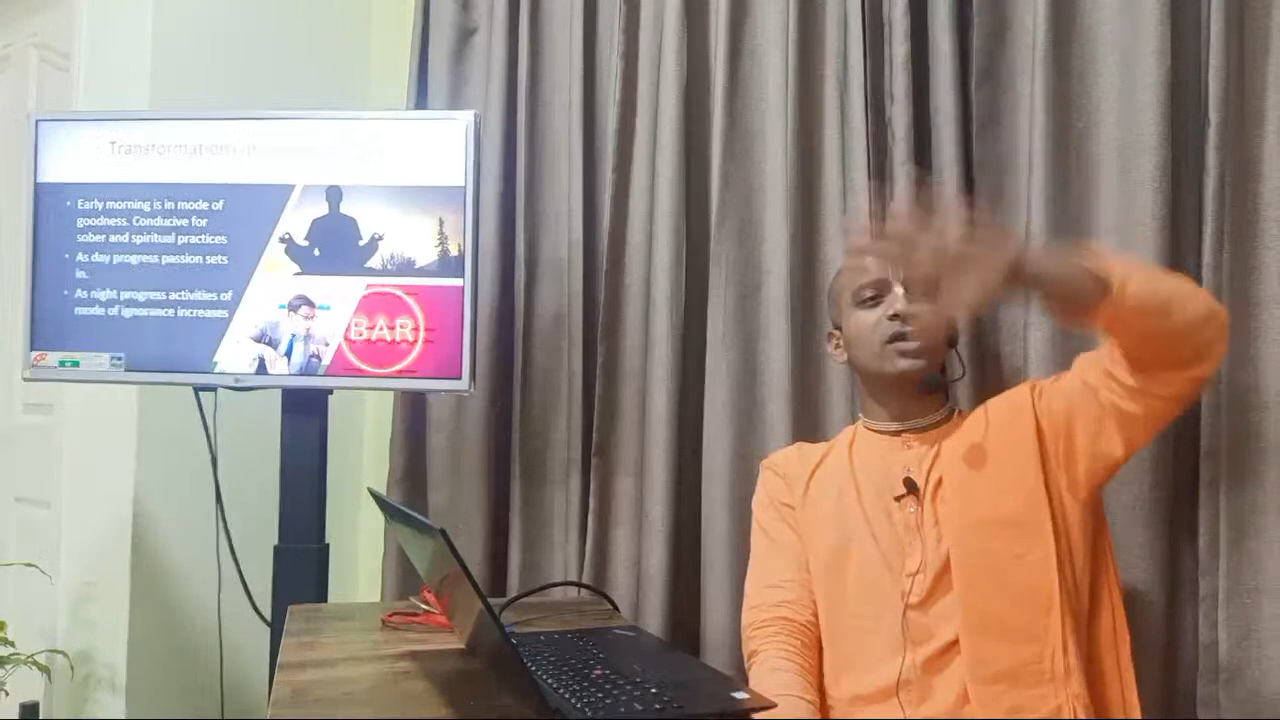 Transformation
• Early morning is in mode of
goodness. Conducive for
sober and spiritual practices
• As day progress passion sets
in.
• As night progress activities of
mode of ignorance increases
BAR